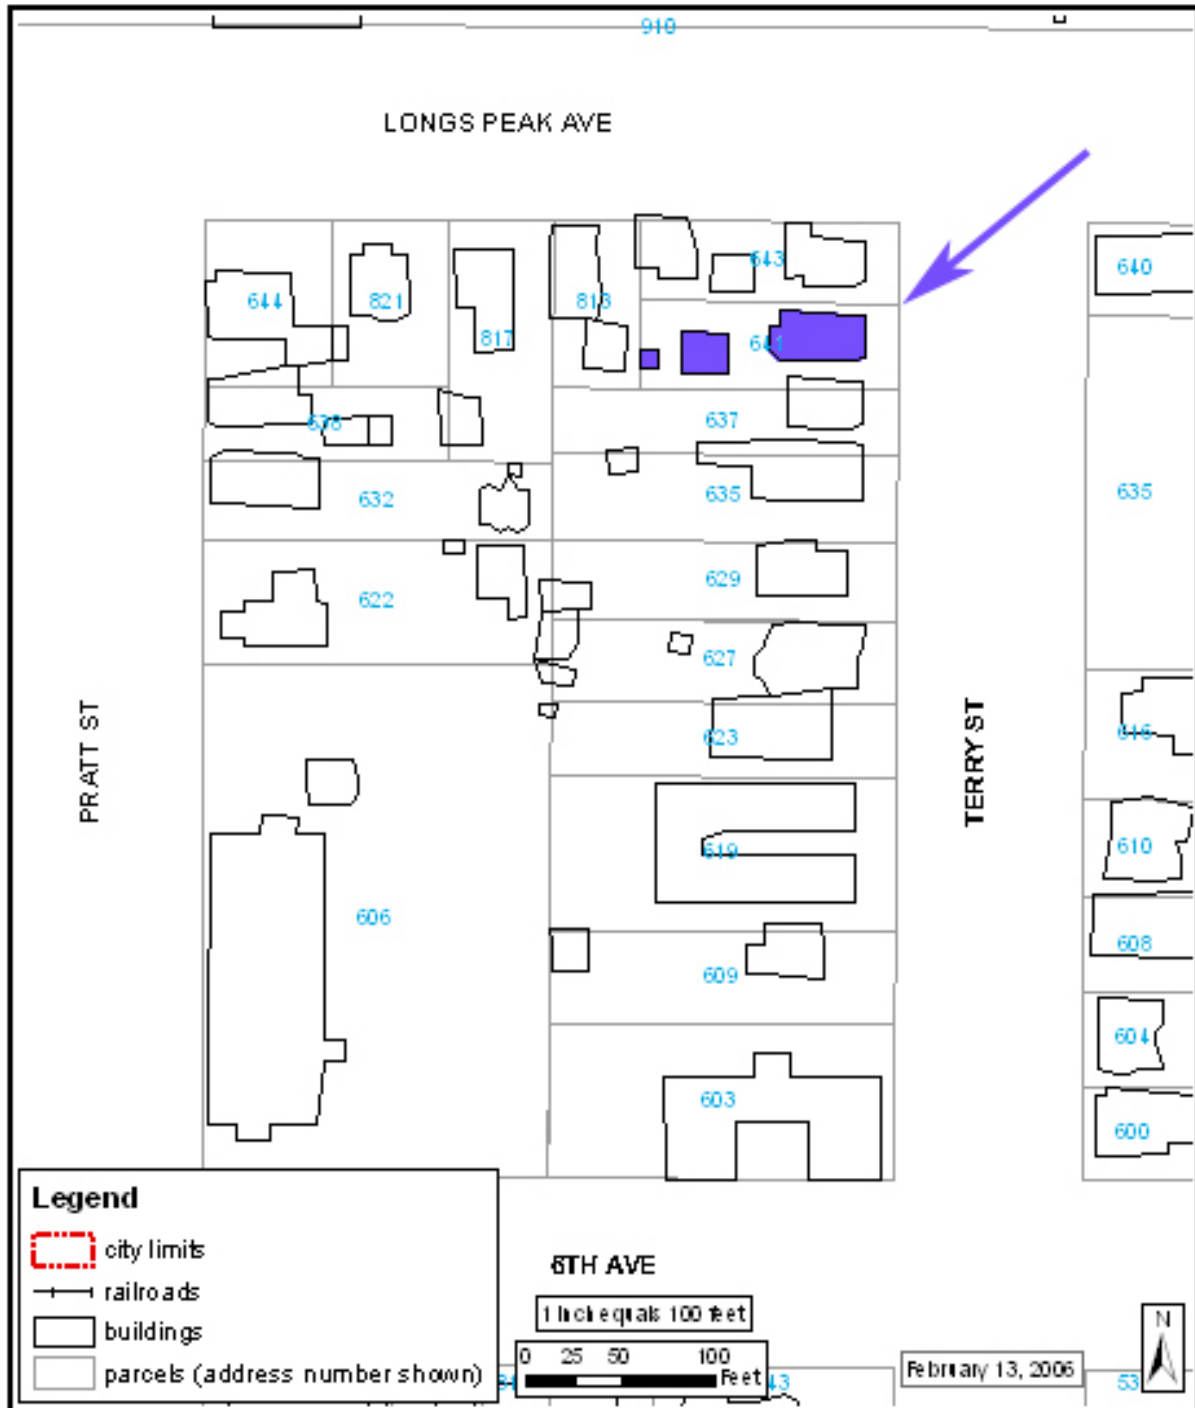 910
LONGS PEAK AVE
643
640
644
821
813
817
641
638
637
632
635
635
622
629
627
PRATT ST
TERRY ST
616
623
619
610
606
608
609
604
603
600
Legend
city limits
railroads
buildings
parcels (address number shown)
6TH AVE
1 inch equals 100 feet
0 25 50 100
Feet
February 13, 2006
N